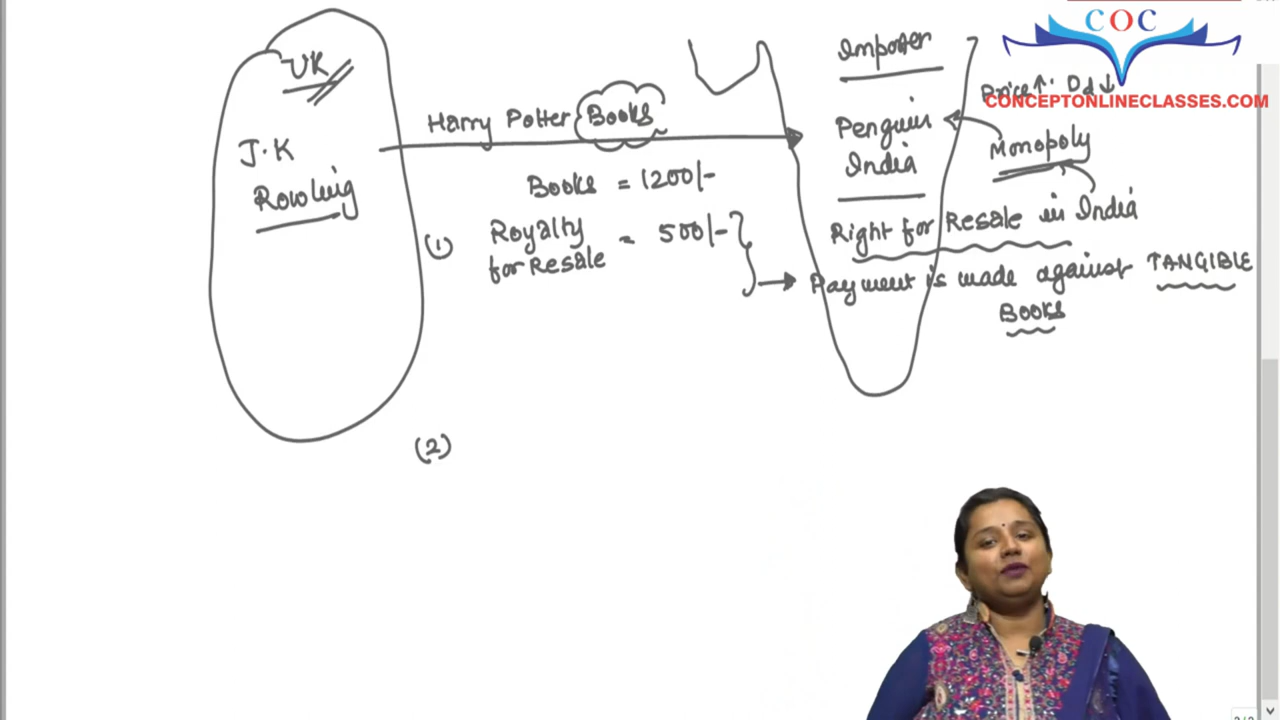 COC
CONCEPTONLINECLASSES.COM
UK
J.K
Rowling
Harry Potter Books
Books = 1200/-
(1) Royalty for Resale = 500/-
Importer
Penguin
India
Price↑. Dd↓
Monopoly
Right for Resale in India
Payment is made against TANGIBLE
Books
(2)